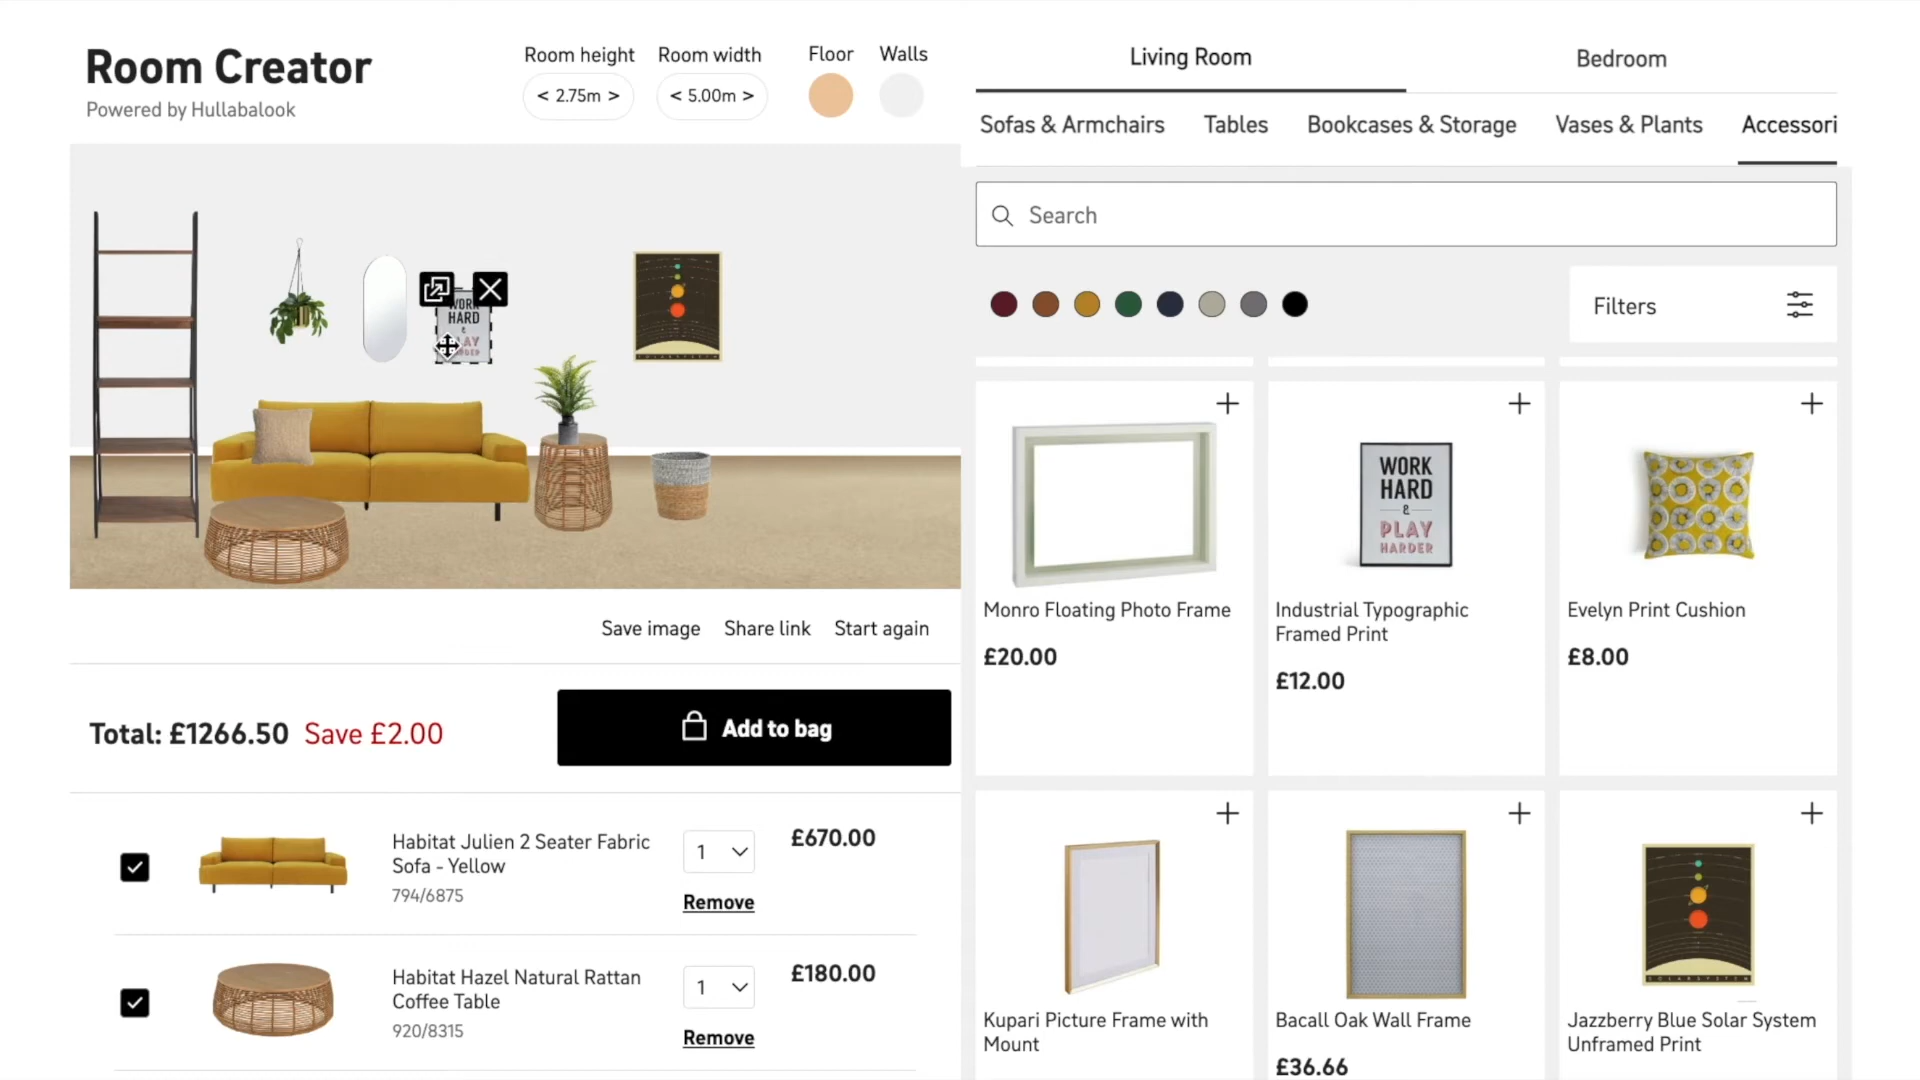 Room Creator
Powered by Hullabalook
Room height
< 2.75m >
Room width
< 5.00m >
Floor
Walls
WORK
HARD
&
PLAY
HARDER
Save image
Share link
Start again
Total: £1266.50 Save £2.00
Add to bag
Habitat Julien 2 Seater Fabric
Sofa - Yellow
794/6875
1
Remove
£670.00
Habitat Hazel Natural Rattan
Coffee Table
920/8315
1
Remove
£180.00
Living Room
Bedroom
Sofas & Armchairs
Tables
Bookcases & Storage
Vases & Plants
Accessori
Search
Filters
Monro Floating Photo Frame
£20.00
WORK
HARD
&
PLAY
HARDER
Industrial Typographic
Framed Print
£12.00
Evelyn Print Cushion
£8.00
Kupari Picture Frame with
Mount
Bacall Oak Wall Frame
£36.66
SOLARSYSTEM
Jazzberry Blue Solar System
Unframed Print